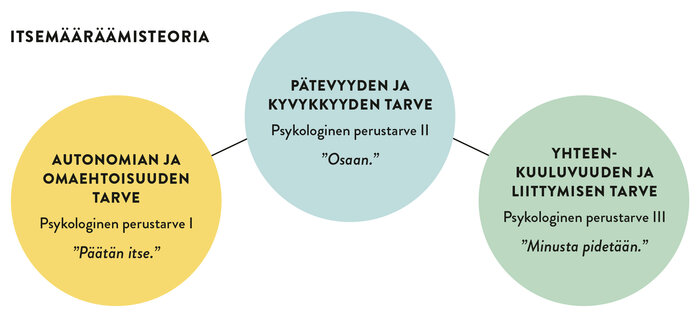 ITSEMÄÄRÄÄMISTEORIA
AUTONOMIAN JA
OMAEHTOISUUDEN
TARVE
Psykologinen perustarve I
”Päätän itse.”
PÄTEVYYDEN JA
KYVYKKYYDEN TARVE
Psykologinen perustarve II
”Osaan.”
YHTEEN-
KUULUVUUDEN JA
LIITTYMISEN TARVE
Psykologinen perustarve III
”Minusta pidetään.”